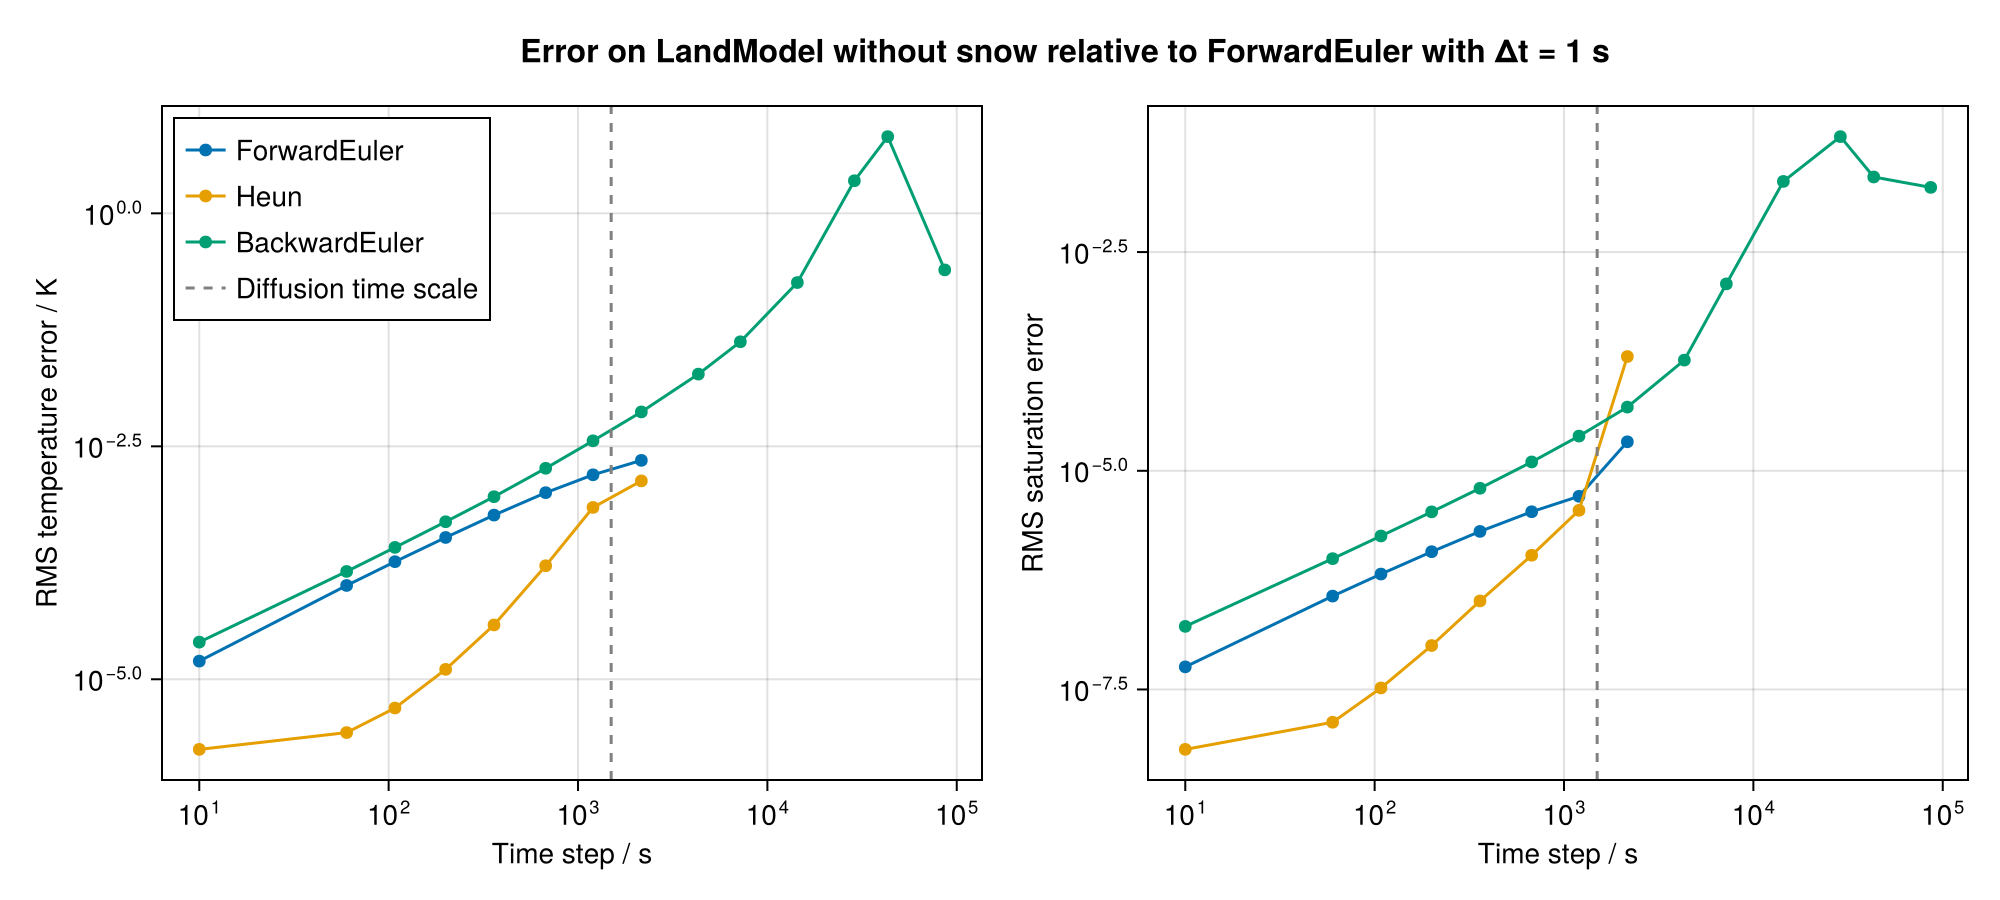 Error on LandModel without snow relative to ForwardEuler with Δt = 1 s
ForwardEuler
Heun
BackwardEuler
Diffusion time scale
RMS temperature error / K
10^0.0
10^−2.5
10^−5.0
10^1
10^2
10^3
10^4
10^5
Time step / s
RMS saturation error
10^−2.5
10^−5.0
10^−7.5
10^1
10^2
10^3
10^4
10^5
Time step / s